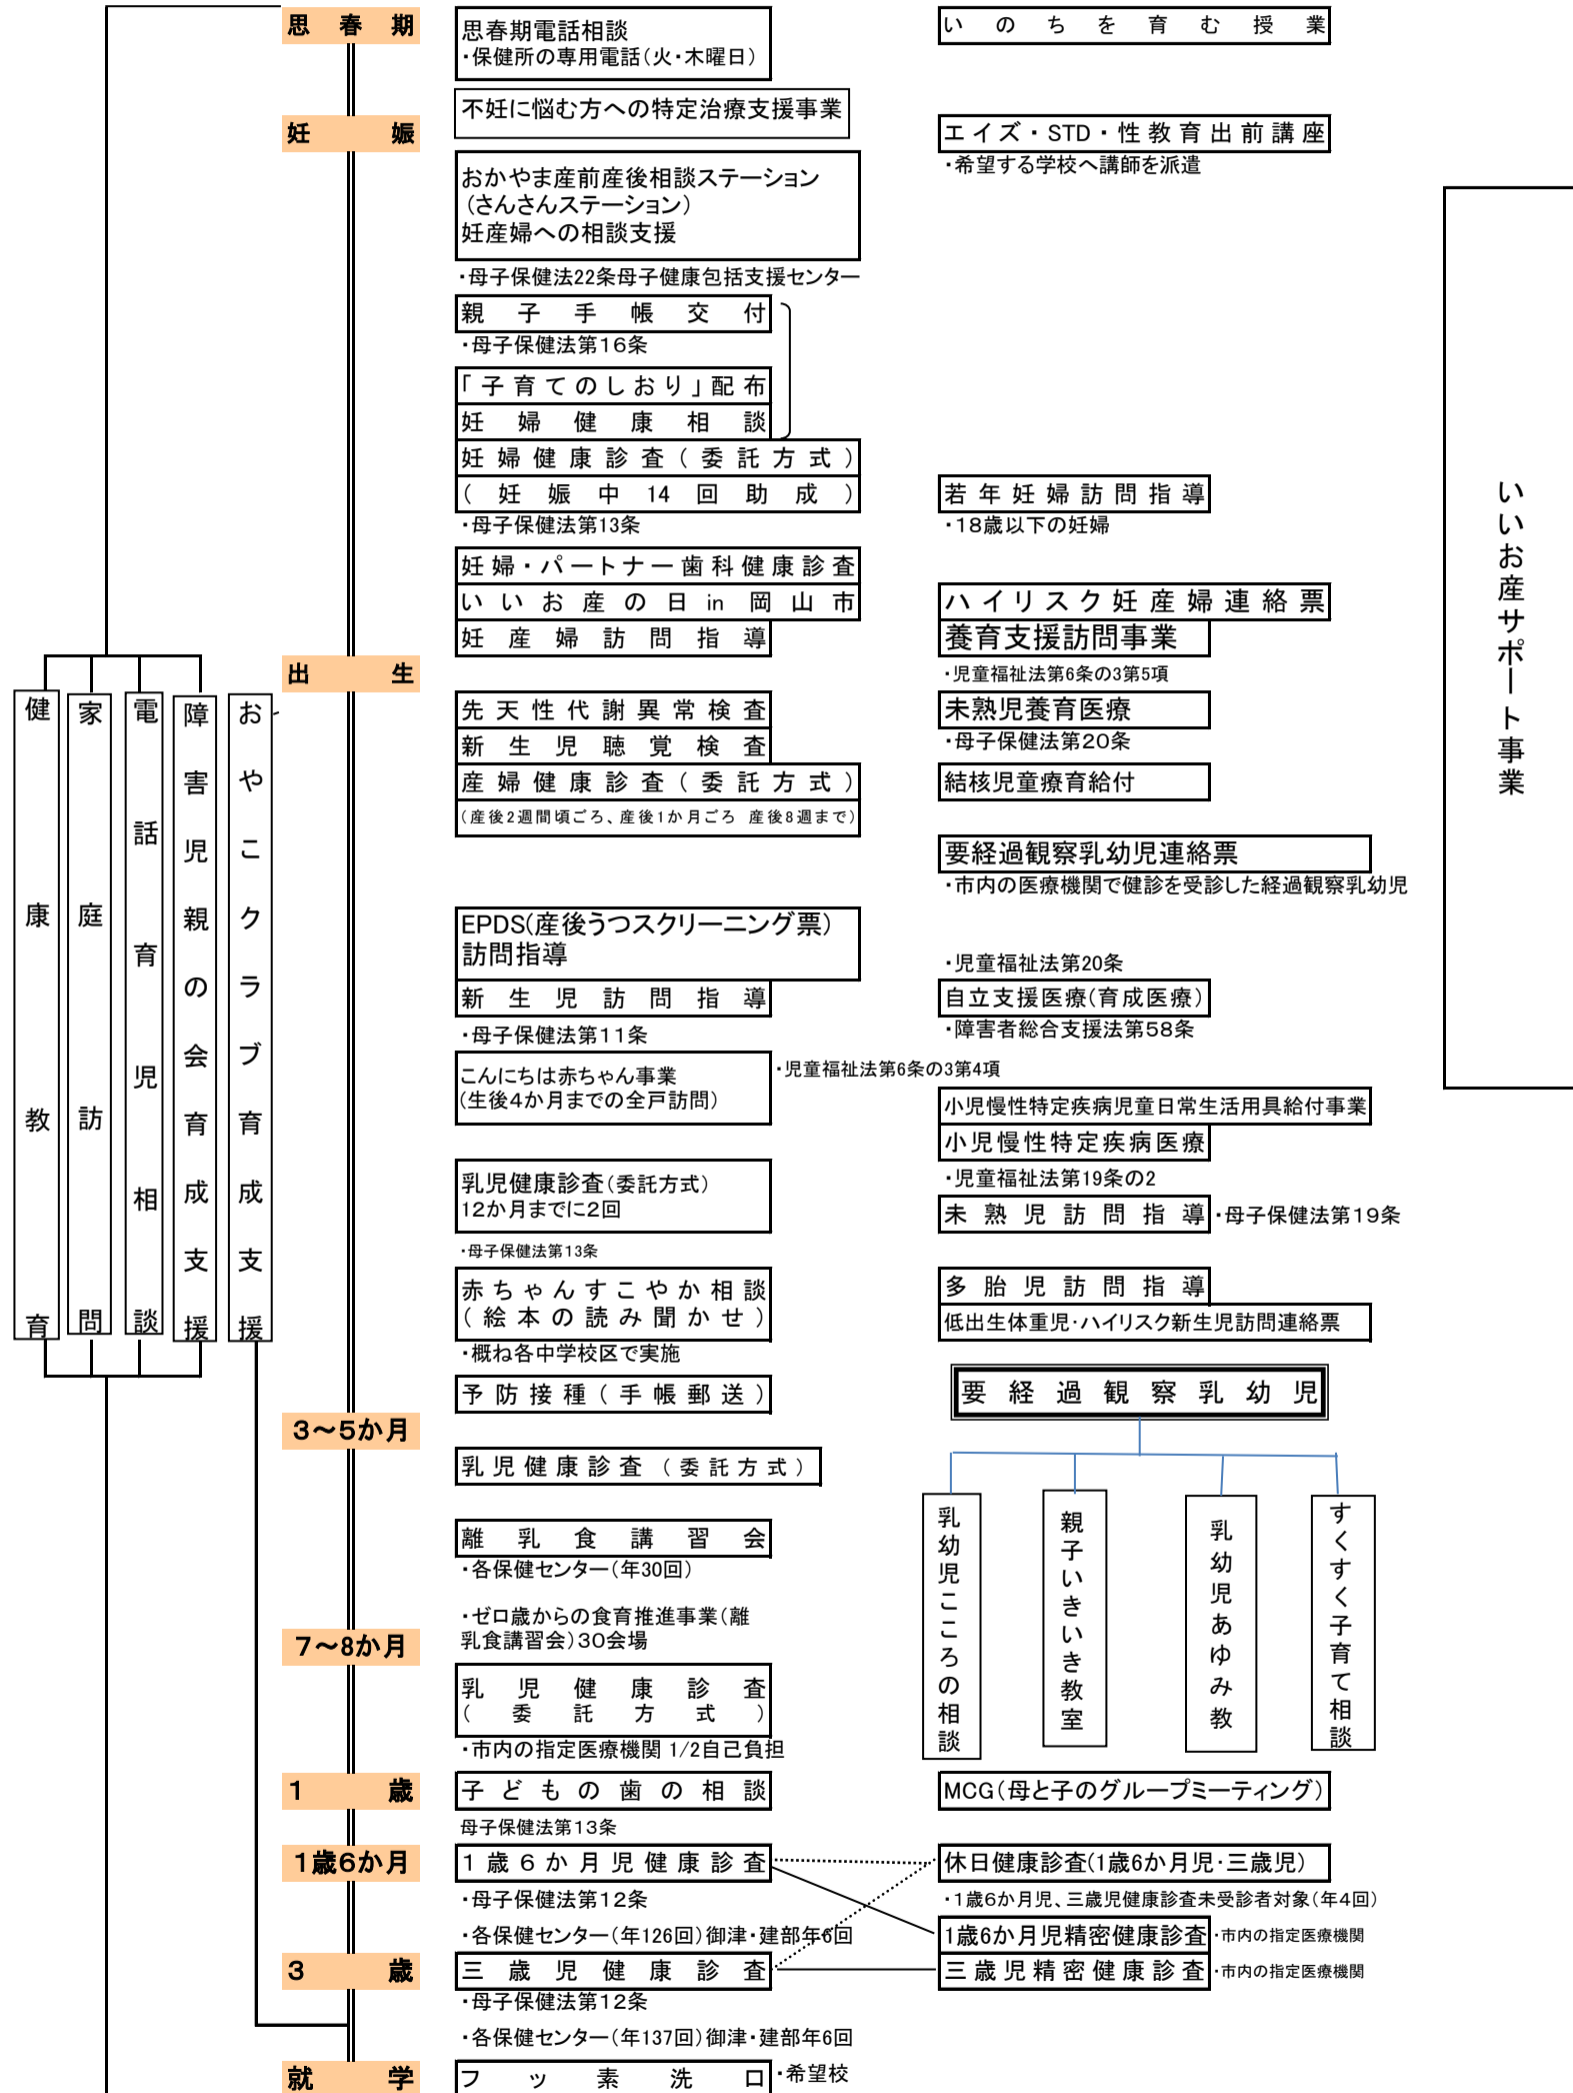 思春期
思春期電話相談
・保健所の専用電話(火・木曜日)
いのちを育む授業
不妊に悩む方への特定治療支援事業
妊娠
エイズ・STD・性教育出前講座
・希望する学校へ講師を派遣
おかやま産前産後相談ステーション
(さんさんステーション)
妊産婦への相談支援
・母子保健法22条母子健康包括支援センター
親子手帳交付
・母子保健法第16条
「子育てのしおり」配布
妊婦健康相談
妊婦健康診査(委託方式)
(妊娠中14回助成)
・母子保健法第13条
若年妊婦訪問指導
・18歳以下の妊婦
妊婦・パートナー歯科健康診査
いいお産の日in岡山市
妊産婦訪問指導
ハイリスク妊産婦連絡票
養育支援訪問事業
・児童福祉法第6条の3第5項
いいお産サポート事業
出生
健康教育
家庭訪問
電話育児相談
障害児親の会育成支援
おやこクラブ育成支援
先天性代謝異常検査
新生児聴覚検査
産婦健康診査(委託方式)
(産後2週間頃ごろ、産後1か月ごろ 産後8週まで)
未熟児養育医療
・母子保健法第20条
結核児童療育給付
要経過観察乳幼児連絡票
・市内の医療機関で健診を受診した経過観察乳幼児
EPDS(産後うつスクリーニング票)
訪問指導
新生児訪問指導
・母子保健法第11条
・児童福祉法第20条
自立支援医療(育成医療)
・障害者総合支援法第58条
こんにちは赤ちゃん事業
(生後4か月までの全戸訪問)
・児童福祉法第6条の3第4項
小児慢性特定疾病児童日常生活用具給付事業
小児慢性特定疾病医療
・児童福祉法第19条の2
乳児健康診査(委託方式)
12か月までに2回
・母子保健法第13条
未熟児訪問指導 ・母子保健法第19条
赤ちゃんすこやか相談
(絵本の読み聞かせ)
・概ね各中学校区で実施
多胎児訪問指導
低出生体重児・ハイリスク新生児訪問連絡票
予防接種(手帳郵送)
要経過観察乳幼児
3~5か月
乳児健康診査(委託方式)
乳幼児こころの相談
親子いきいき教室
乳幼児あゆみ教
すくすく子育て相談
離乳食講習会
・各保健センター(年30回)
・ゼロ歳からの食育推進事業(離
乳食講習会)30会場
7~8か月
乳児健康診査
(委託方式)
・市内の指定医療機関 1/2自己負担
1歳
子どもの歯の相談
母子保健法第13条
MCG(母と子のグループミーティング)
1歳6か月
1歳6か月児健康診査
・母子保健法第12条
・各保健センター(年126回)御津・建部年6回
休日健康診査(1歳6か月児・三歳児)
・1歳6か月児、三歳児健康診査未受診者対象(年4回)
1歳6か月児精密健康診査 ・市内の指定医療機関
3歳
三歳児健康診査
三歳児精密健康診査 ・市内の指定医療機関
・母子保健法第12条
・各保健センター(年137回)御津・建部年6回
就学
フッ素洗口 ・希望校